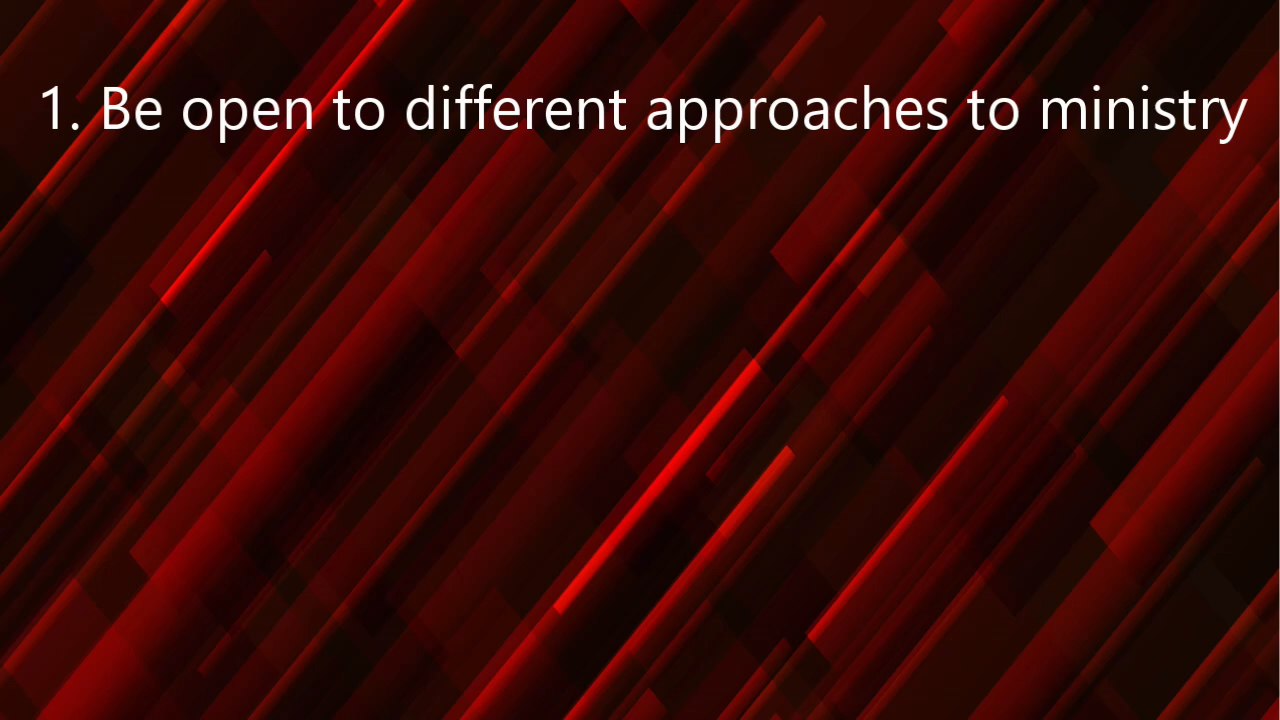 1. Be open to different approaches to ministry